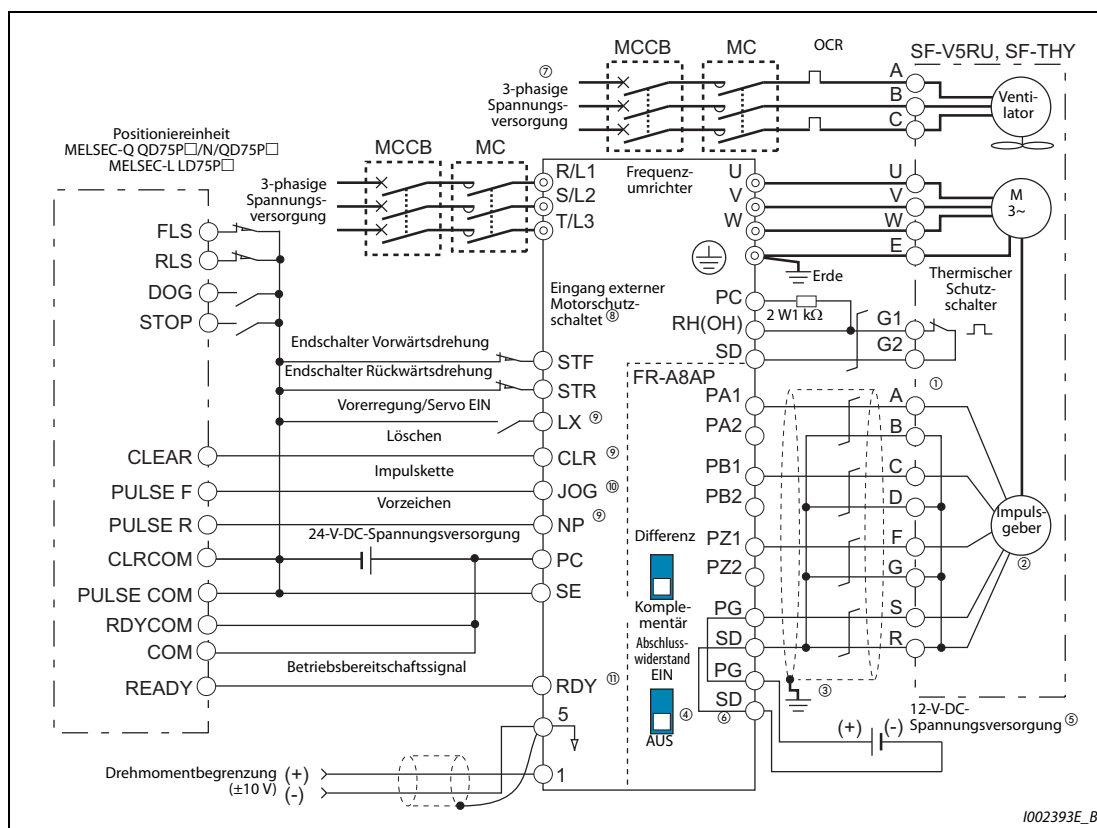 MCCB
MC
OCR
SF-V5RU, SF-THY
⑦
3-phasige
Spannungs-
versorgung
A
B
C
Venti-
lator
Positioniereinheit
MELSEC-Q QD75P□/N/QD75P□
MELSEC-L LD75P□
MCCB
MC
3-phasige
Spannungs-
versorgung
R/L1
S/L2
T/L3
Frequenz-
umrichter
U
V
W
U
V
W
E
M
3~
Erde
FLS
RLS
DOG
STOP
Eingang externer
Motorschutz-
schaltet ⑧
PC
RH(OH)
SD
2 W1 kΩ
G1
G2
Thermischer
Schutz-
schalter
Endschalter Vorwärtsdrehung
STF
Endschalter Rückwärtsdrehung
STR
Vorerregung/Servo EIN
LX ⑨
Löschen
CLEAR
CLR ⑨
Impulskette
PULSE F
JOG ⑩
Vorzeichen
PULSE R
NP ⑨
24-V-DC-Spannungsversorgung
CLRCOM
PC
PULSE COM
SE
RDYCOM
COM
Betriebsbereitschaftssignal
READY
RDY ⑪
5
1
Drehmomentbegrenzung
(±10 V)
(+)
(-)
FR-A8AP
PA1
PA2
PB1
PB2
PZ1
PZ2
PG
SD
PG
SD
⑥
Differenz
Komple-
mentär
Abschluss-
widerstand
EIN
AUS
④
③
①
A
B
C
D
F
G
S
R
Impuls-
geber
②
12-V-DC-
Spannungsversorgung ⑤
(+)
(-)
I002393E_B